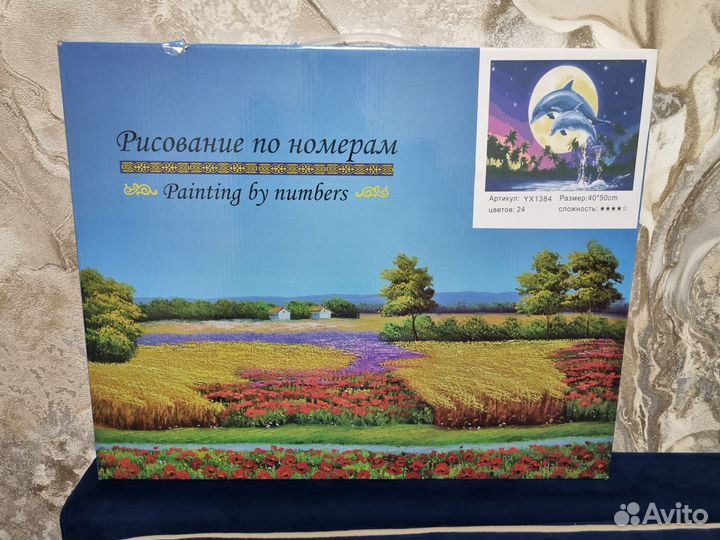 Рисование по номерам
Painting by numbers
Артикул: YX1384 Размер:40*50cm
цветов: 24 сложность: ★★★★☆
Avito